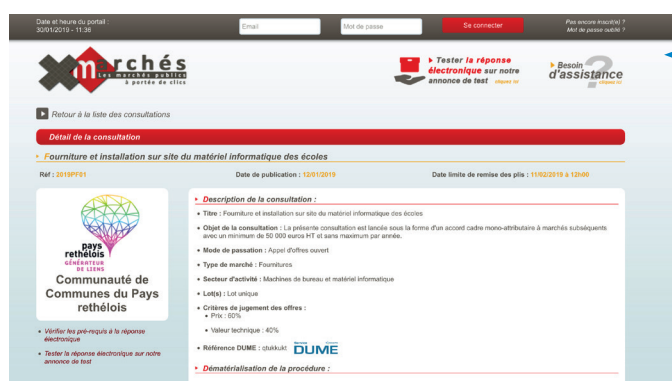 Date et heure du portail :
30/01/2019 - 11:36
Email
Mot de passe
Se connecter
Pas encore inscrit(e) ?
Mot de passe oublié ?
marchés
Les marchés publics
à portée de clics
Tester la réponse
électronique sur notre
annonce de test cliquez ici
Besoin
d'assistance
cliquez ici
Retour à la liste des consultations
Détail de la consultation
Fourniture et installation sur site du matériel informatique des écoles
Réf : 2019PF01
Date de publication : 12/01/2019
Date limite de remise des plis : 11/02/2019 à 12h00
pays
rethélois
GÉNÉRATEUR
DE LIENS
Communauté de
Communes du Pays
rethélois
• Vérifier les pré-requis à la réponse
électronique
• Tester la réponse électronique sur notre
annonce de test
• Description de la consultation :
• Titre : Fourniture et installation sur site du matériel informatique des écoles
• Objet de la consultation : La présente consultation est lancée sous la forme d'un accord cadre mono-attributaire à marchés subséquents
avec un minimum de 50 000 euros HT et sans maximum par année.
• Mode de passation : Appel d'offres ouvert
• Type de marché : Fournitures
• Secteur d'activité : Machines de bureau et matériel informatique
• Lot(s) : Lot unique
• Critères de jugement des offres :
• Prix : 60%
• Valeur technique : 40%
• Référence DUME : qtukkukt DUME
• Dématérialisation de la procédure :